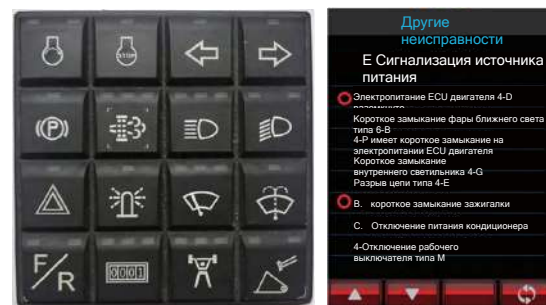 STOP
(P)
F/R
0001
Другие
неисправности
E Сигнализация источника
питания
Электропитание ECU двигателя 4-D
Короткое замыкание фары ближнего света
типа 6-B
4-P имеет короткое замыкание на
электропитании ECU двигателя
Короткое замыкание
внутреннего светильника 4-G
Разрыв цепи типа 4-E
B. короткое замыкание зажигалки
C. Отключение питания кондиционера
4-Отключение рабочего
выключателя типа M